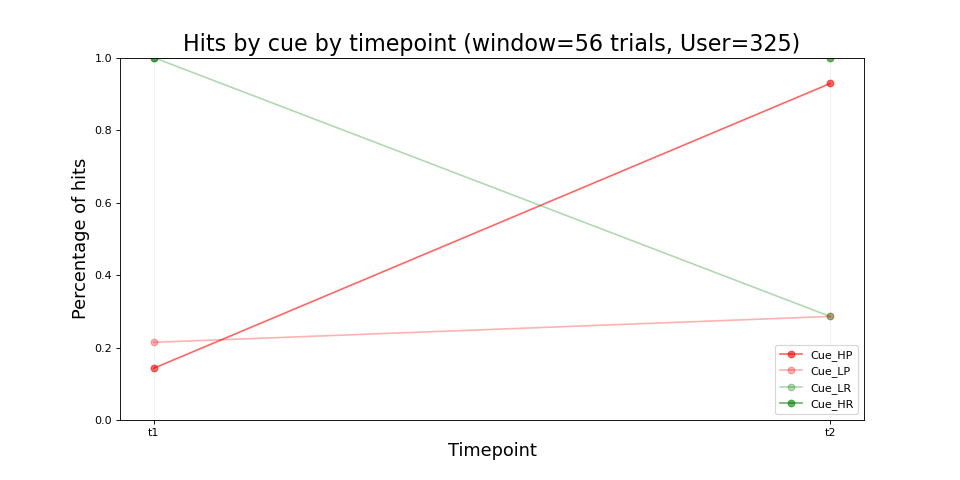 Hits by cue by timepoint (window=56 trials, User=325)
Percentage of hits
1.0
0.8
0.6
0.4
0.2
0.0
t1
t2
Timepoint
Cue_HP
Cue_LP
Cue_LR
Cue_HR